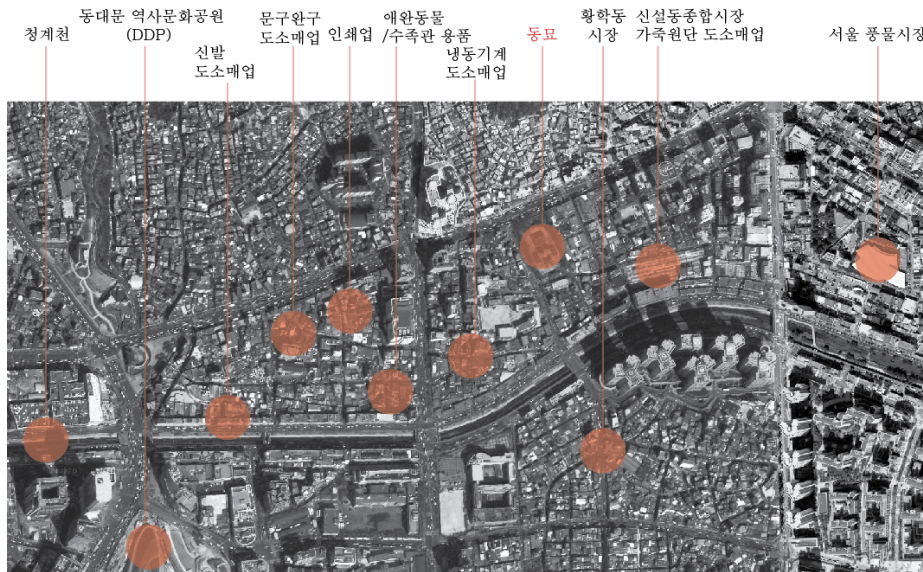 청계천
동대문 역사문화공원
(DDP)
신발
도소매업
문구완구
도소매업
인쇄업
애완동물
/수족관 용품
냉동기계
도소매업
동묘
황학동
시장
신설동종합시장
가죽원단 도소매업
서울 풍물시장